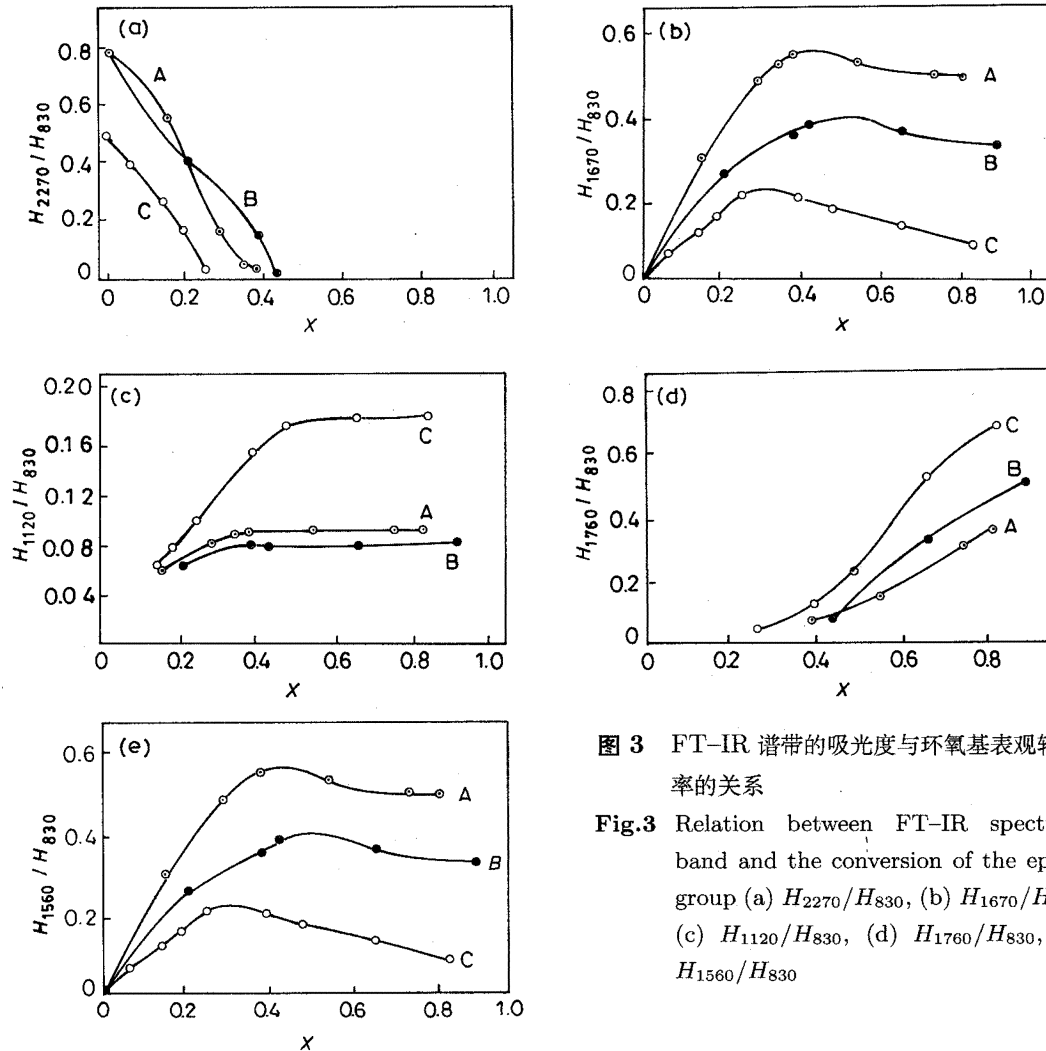 (a)
0.8
0.6
0.4
0.2
0
H2270/H830
A
B
C
0 0.2 0.4 0.6 0.8 1.0
X
(b)
0.6
0.4
0.2
0
H1670/H830
A
B
C
0 0.2 0.4 0.6 0.8 1.0
X
(c)
0.20
0.16
0.12
0.08
0.04
H1120/H830
C
A
B
0 0.2 0.4 0.6 0.8 1.0
X
(d)
0.8
0.6
0.4
0.2
0
H1760/H830
C
B
A
0 0.2 0.4 0.6 0.8
X
(e)
0.6
0.4
0.2
0
H1560/H830
A
B
C
0 0.2 0.4 0.6 0.8 1.0
X
图 3 FT-IR 谱带的吸光度与环氧基表观
率的关系
Fig.3 Relation between FT-IR
band and the conversion of the
group (a) H2270/H830, (b)
(c) H1120/H830, (d) H1760/H830,
H1560/H830